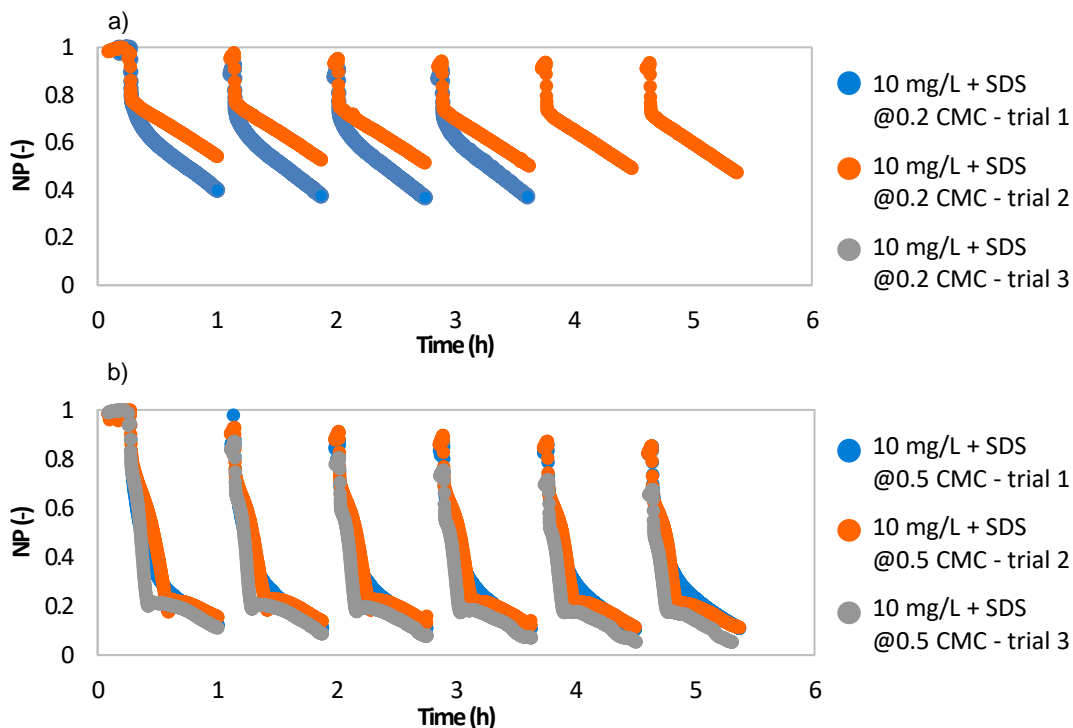 a)
1
0.8
0.6
0.4
0.2
0
NP (-)
0
1
2
3
4
5
6
Time (h)
10 mg/L + SDS
@0.2 CMC - trial 1
10 mg/L + SDS
@0.2 CMC - trial 2
10 mg/L + SDS
@0.2 CMC - trial 3
b)
1
0.8
0.6
0.4
0.2
0
NP (-)
0
1
2
3
4
5
6
Time (h)
10 mg/L + SDS
@0.5 CMC - trial 1
10 mg/L + SDS
@0.5 CMC - trial 2
10 mg/L + SDS
@0.5 CMC - trial 3